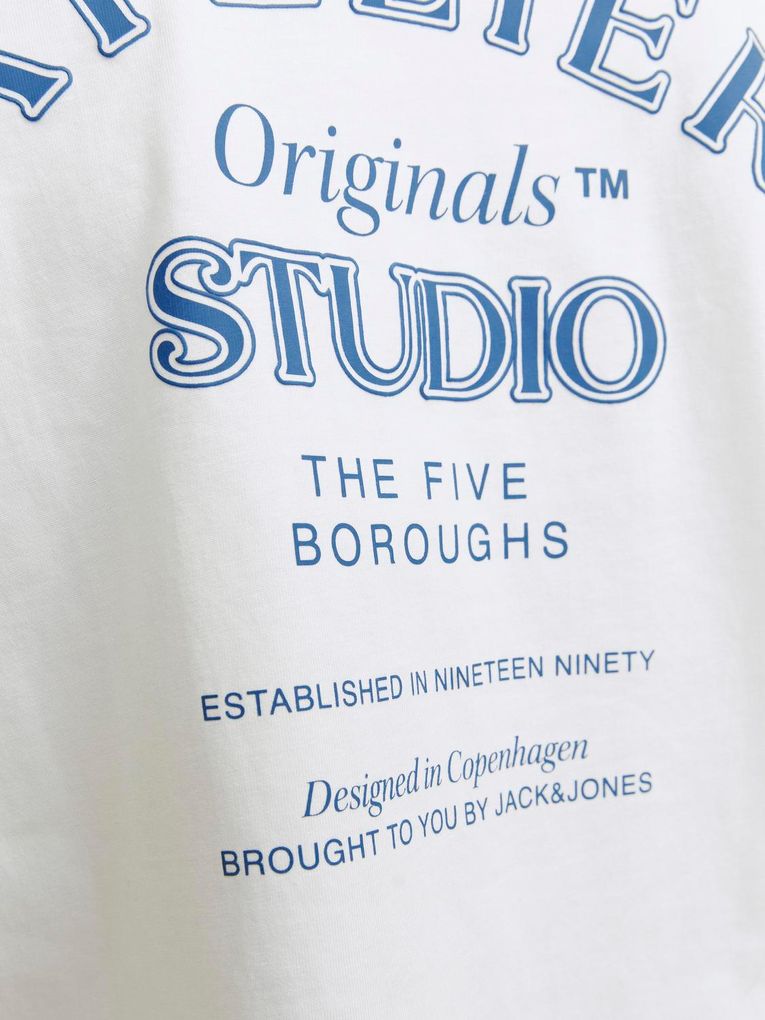 Originals™
STUDIO
THE FIVE
BOROUGHS
ESTABLISHED IN NINETEEN NINETY
Designed in Copenhagen
BROUGHT TO YOU BY JACK&JONES